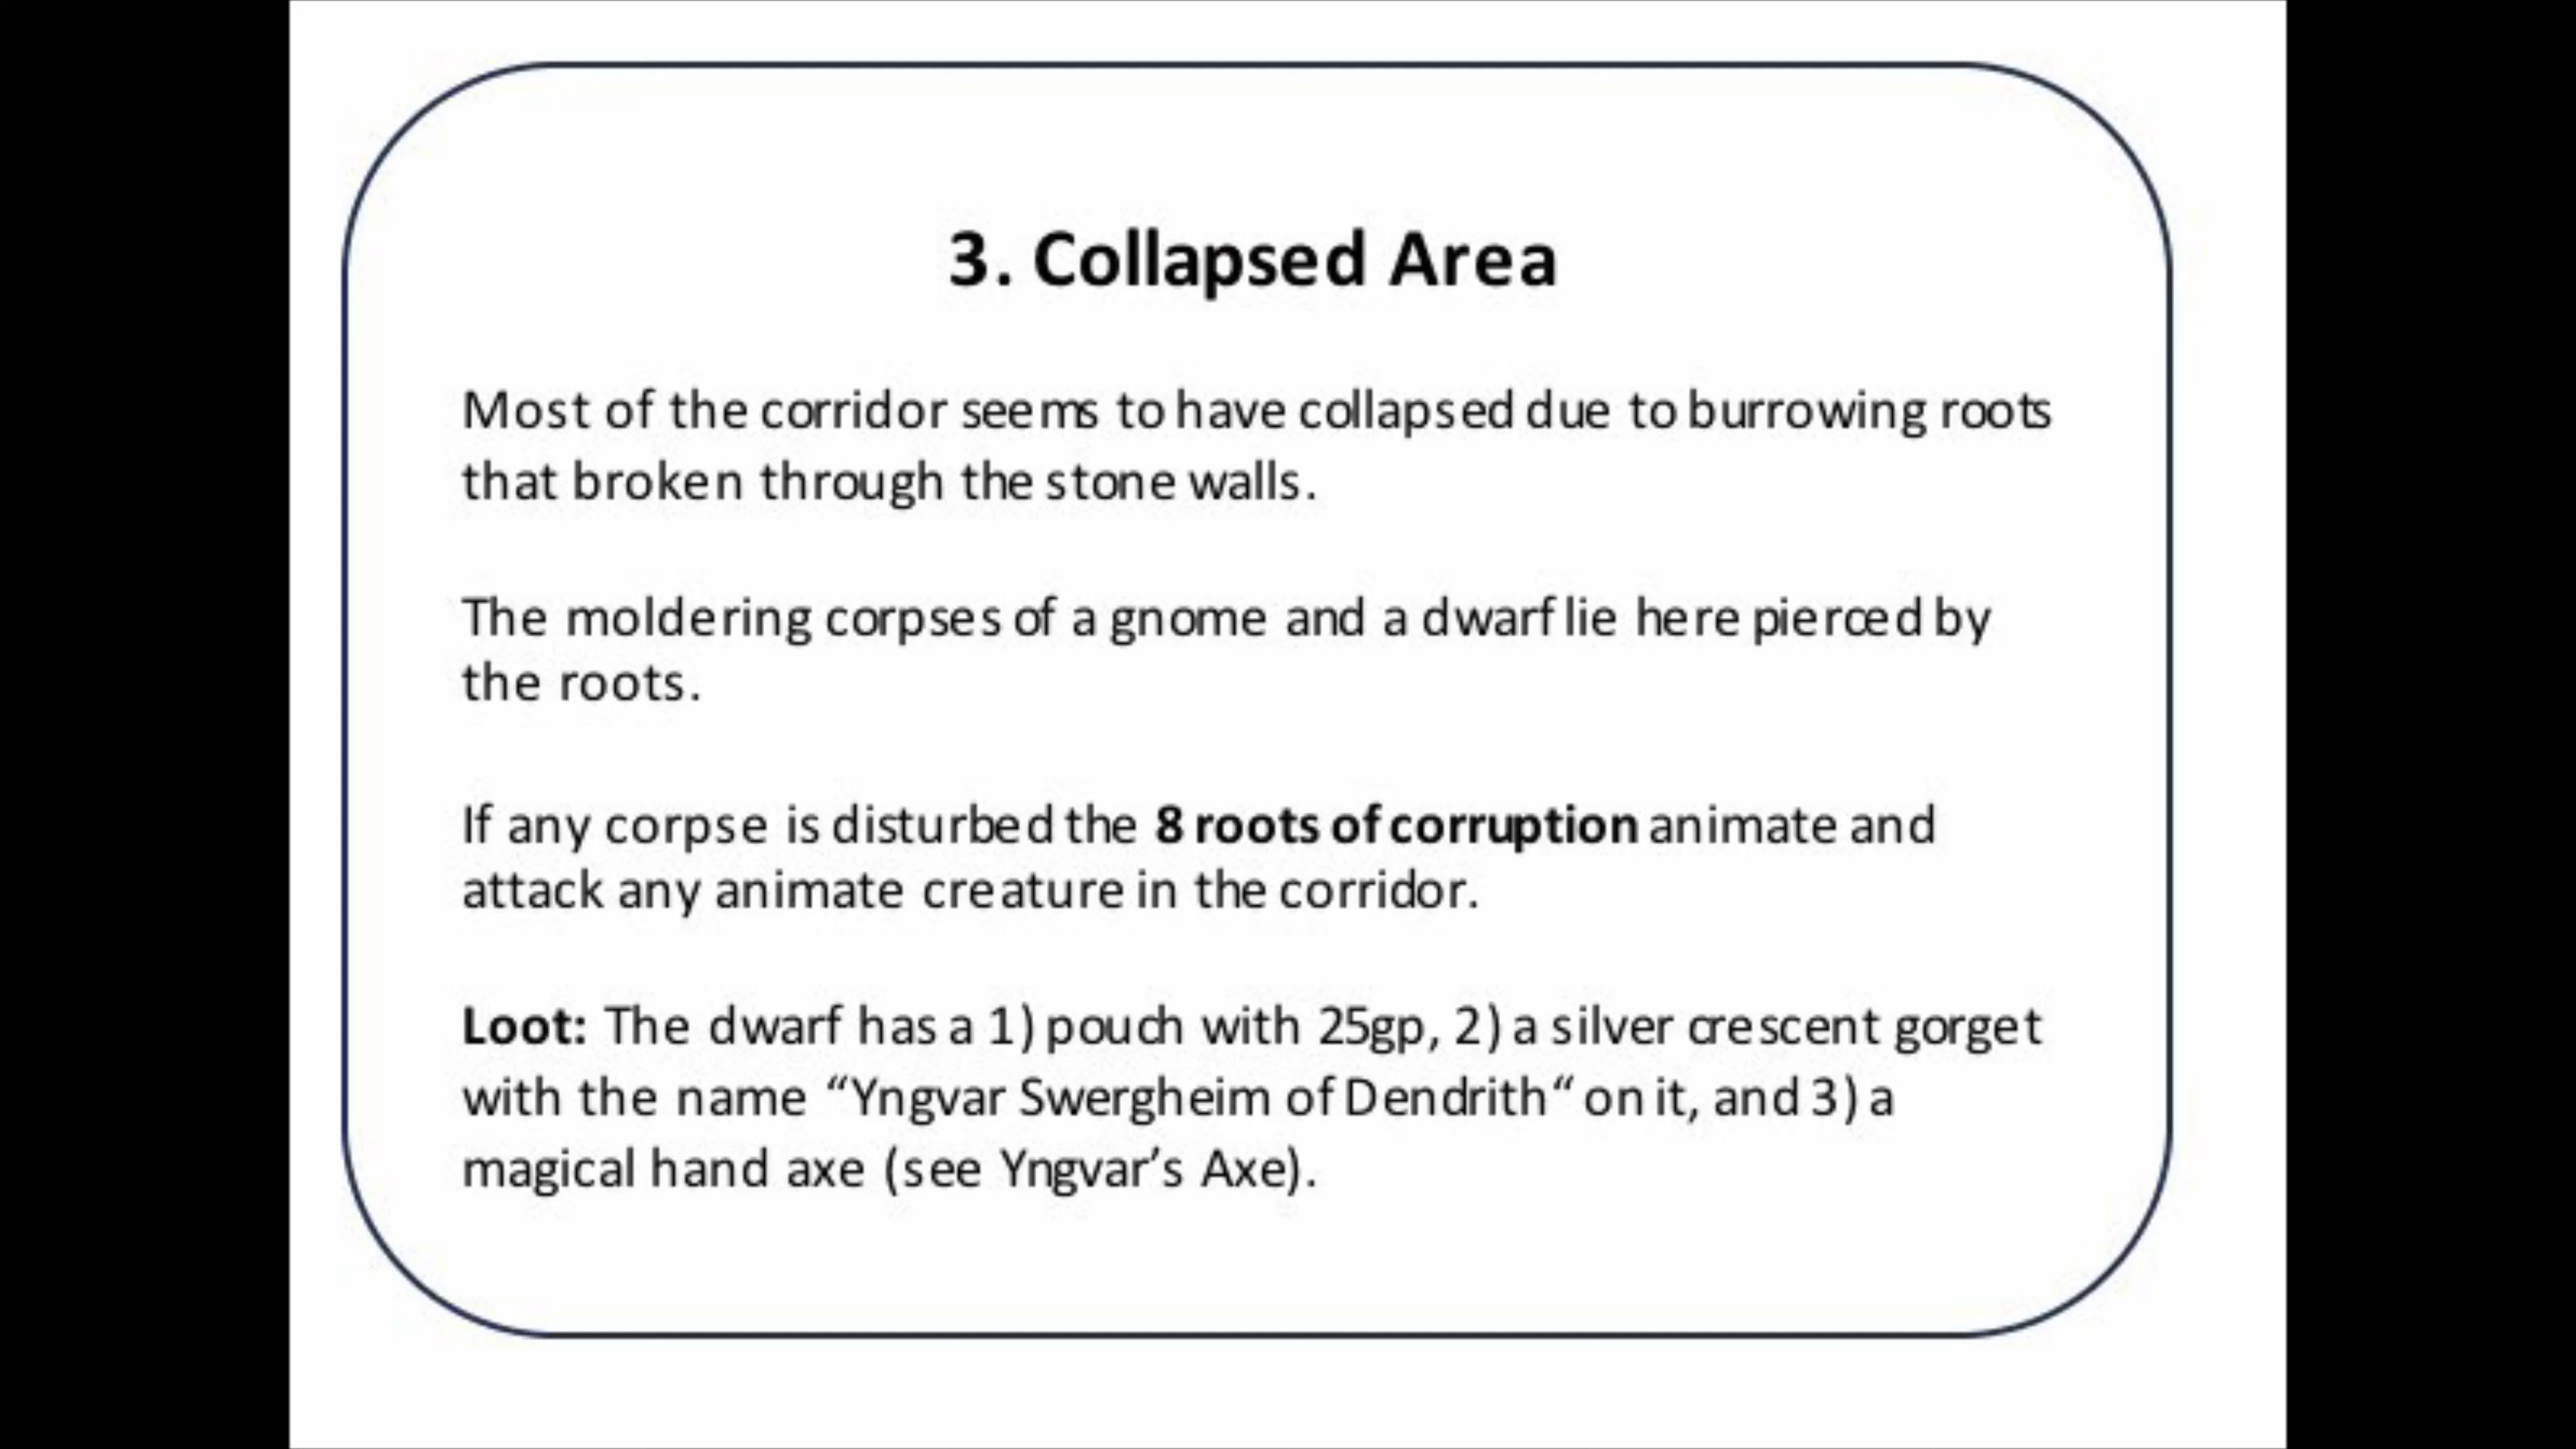 3. Collapsed Area
Most of the corridor seems to have collapsed due to burrowing roots
that broken through the stone walls.
The moldering corpses of a gnome and a dwarf lie here pierced by
the roots.
If any corpse is disturbed the 8 roots of corruption animate and
attack any animate creature in the corridor.
Loot: The dwarf has a 1) pouch with 25gp, 2) a silver crescent gorget
with the name “Yngvar Swergheim of Dendrith“ on it, and 3) a
magical hand axe (see Yngvar’s Axe).